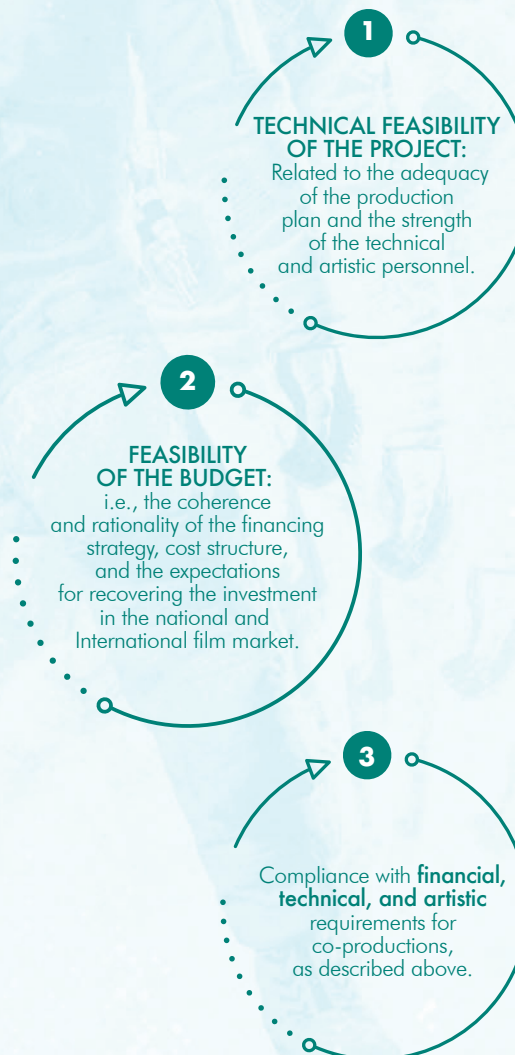 1
TECHNICAL FEASIBILITY
OF THE PROJECT:
Related to the adequacy
of the production
plan and the strength
of the technical
and artistic personnel.
2
FEASIBILITY
OF THE BUDGET:
i.e., the coherence
and rationality of the financing
strategy, cost structure,
and the expectations
for recovering the investment
in the national and
International film market.
3
Compliance with financial,
technical, and artistic
requirements for
co-productions,
as described above.